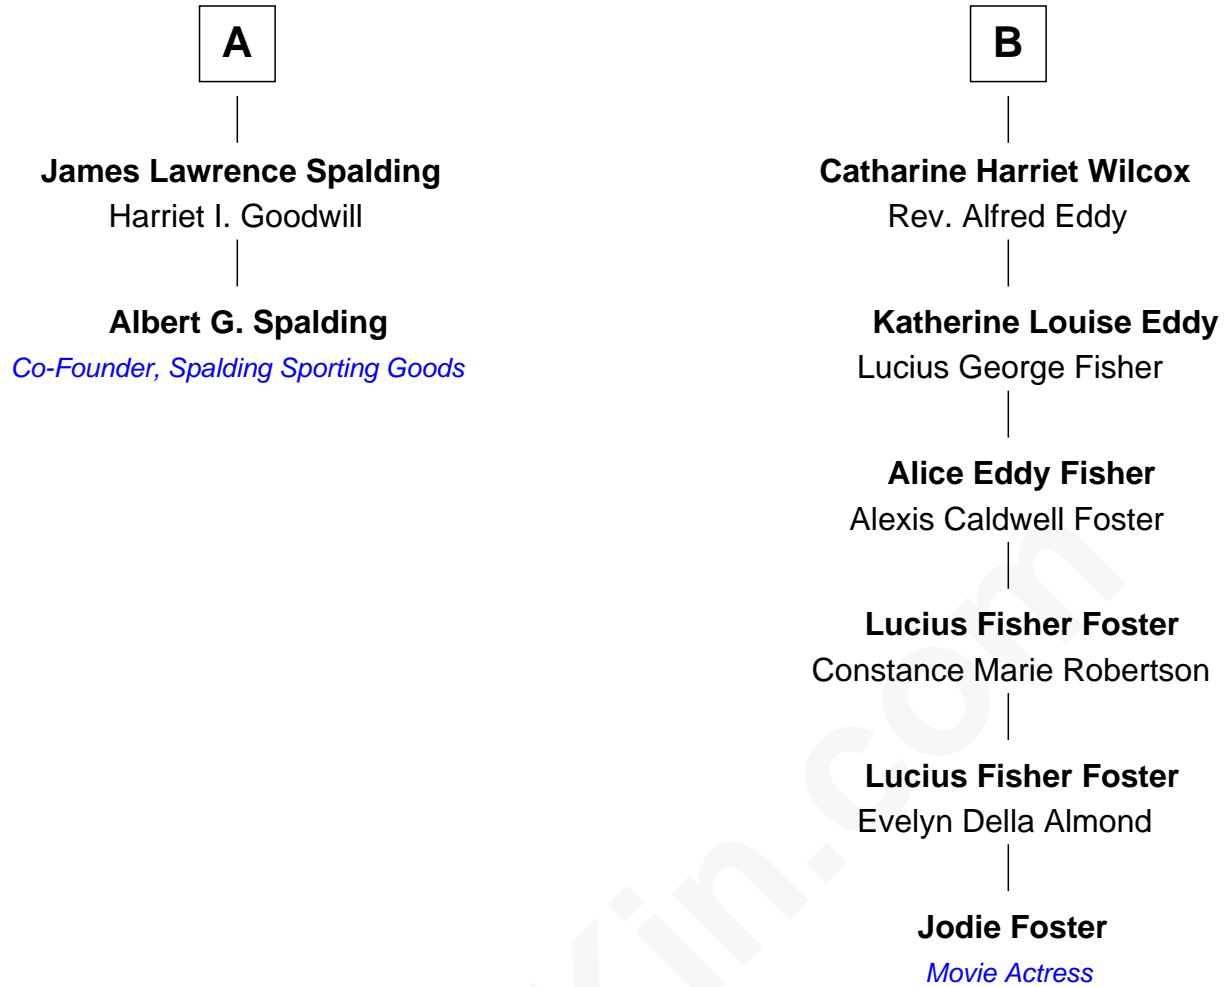 A
James Lawrence Spalding
Harriet I. Goodwill
Albert G. Spalding
Co-Founder, Spalding Sporting Goods
B
Catharine Harriet Wilcox
Rev. Alfred Eddy
Katherine Louise Eddy
Lucius George Fisher
Alice Eddy Fisher
Alexis Caldwell Foster
Lucius Fisher Foster
Constance Marie Robertson
Lucius Fisher Foster
Evelyn Della Almond
Jodie Foster
Movie Actress
Kin.com